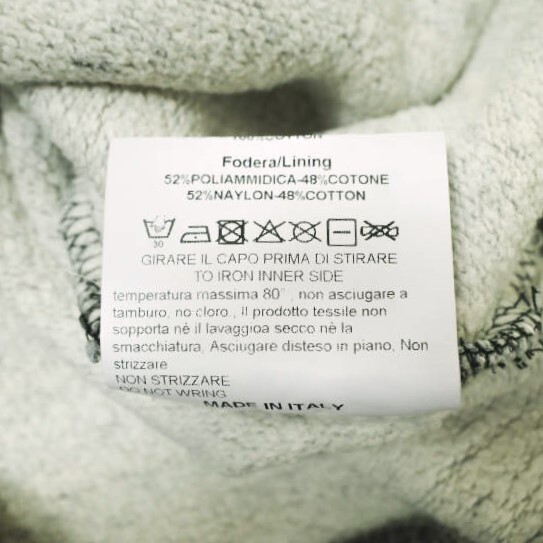 100%COTTON
Fodera/Lining
52%POLIAMMIDICA-48%COTONE
52%NAYLON-48%COTTON
30
GIRARE IL CAPO PRIMA DI STIRARE
TO IRON INNER SIDE
temperatura massima 80°, non asciugare a
tamburo, no cloro., Il prodotto tessile non
sopporta nè il lavaggioa secco nè la
smacchiatura, Asciugare disteso in piano, Non
strizzare
NON STRIZZARE
DO NOT WRING
MADE IN ITALY